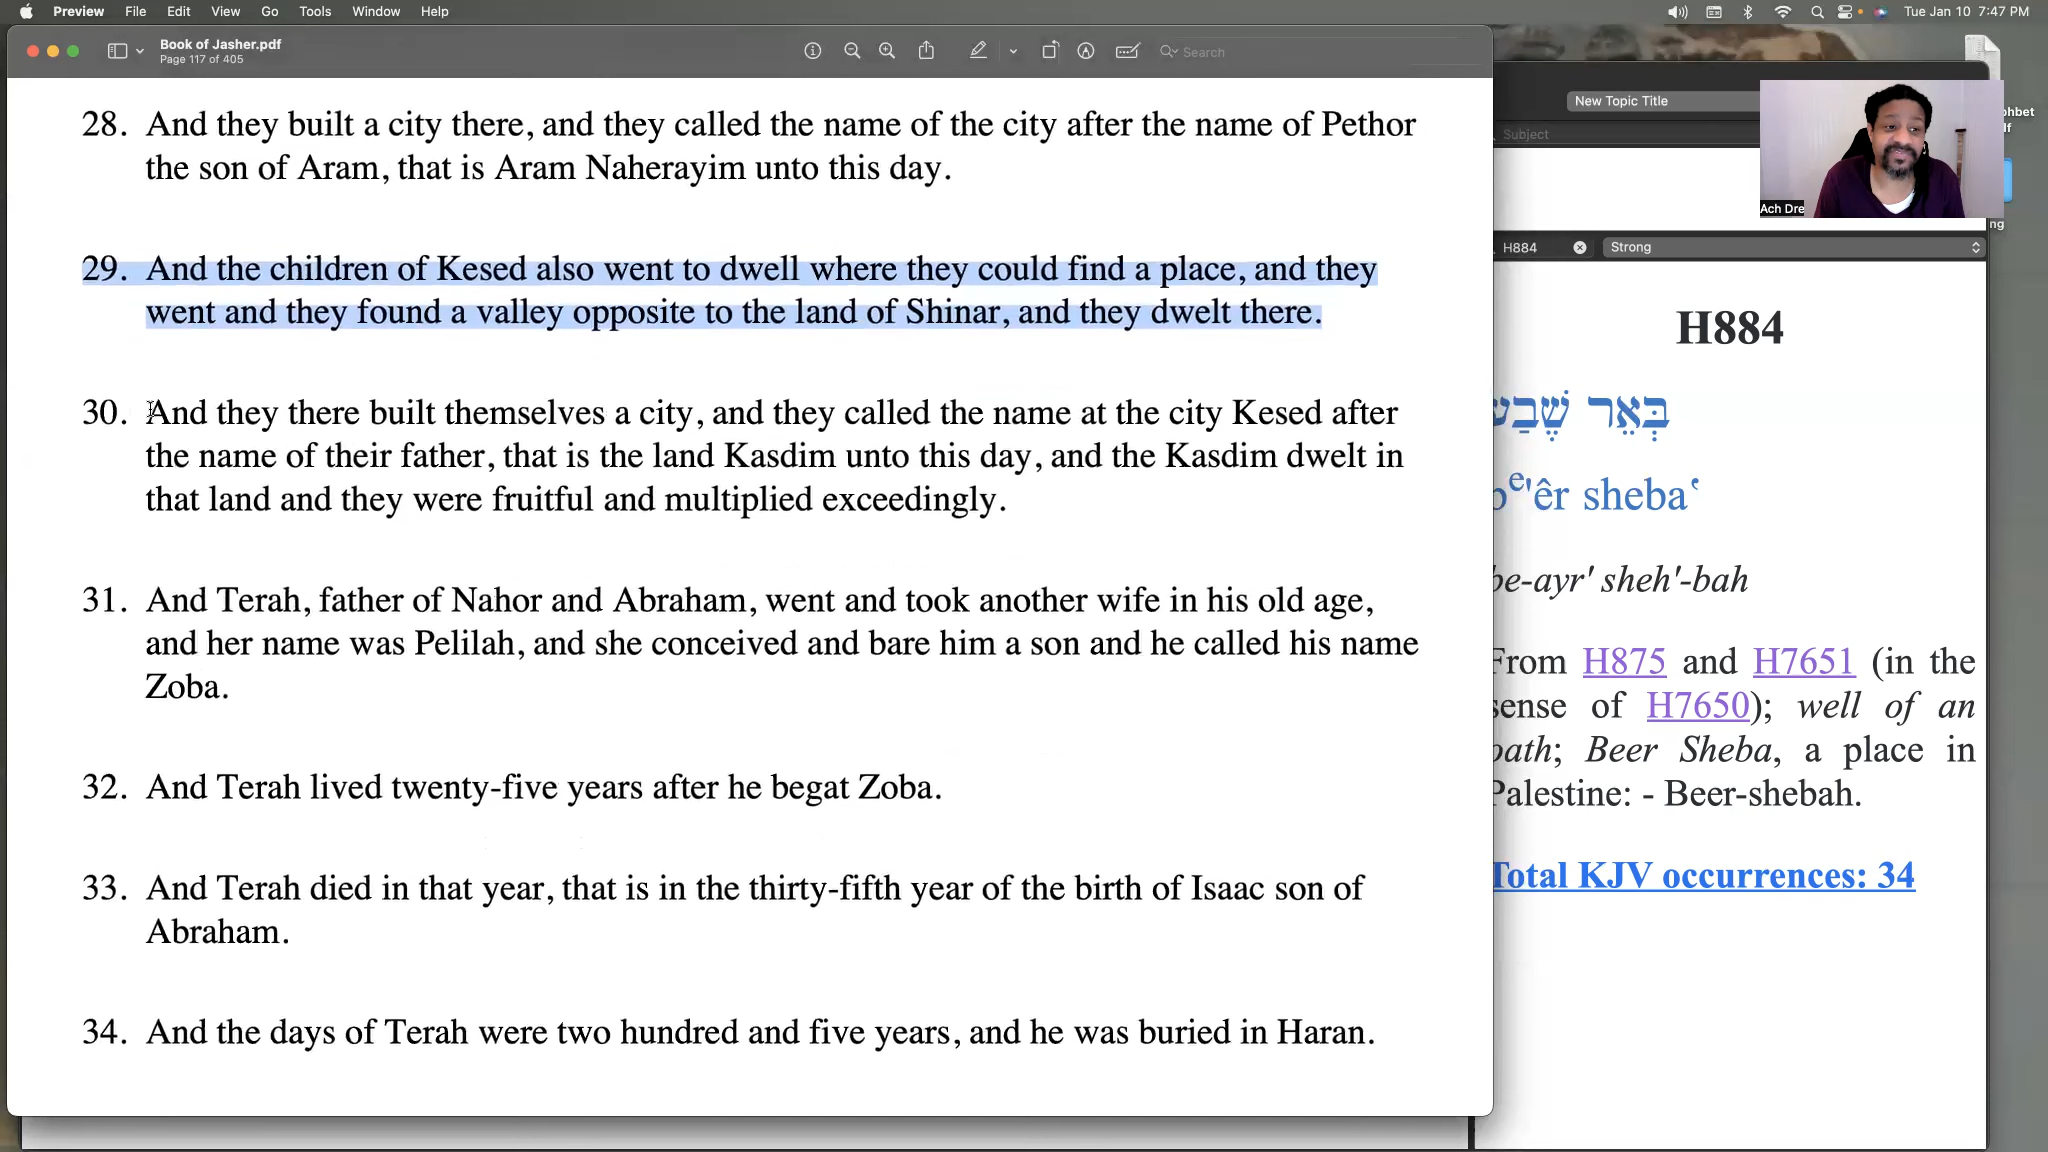 Preview File Edit View Go Tools Window Help
Tue Jan 10 7:47 PM
Book of Jasher.pdf
Page 117 of 405
Search
28. And they built a city there, and they called the name of the city after the name of Pethor
the son of Aram, that is Aram Naherayim unto this day.
29. And the children of Kesed also went to dwell where they could find a place, and they
went and they found a valley opposite to the land of Shinar, and they dwelt there.
30. And they there built themselves a city, and they called the name at the city Kesed after
the name of their father, that is the land Kasdim unto this day, and the Kasdim dwelt in
that land and they were fruitful and multiplied exceedingly.
31. And Terah, father of Nahor and Abraham, went and took another wife in his old age,
and her name was Pelilah, and she conceived and bare him a son and he called his name
Zoba.
32. And Terah lived twenty-five years after he begat Zoba.
33. And Terah died in that year, that is in the thirty-fifth year of the birth of Isaac son of
Abraham.
34. And the days of Terah were two hundred and five years, and he was buried in Haran.
New Topic Title
Subject
Ach Dre
H884
Strong
H884
בְּאֵר שֶׁבַע
'êr sheba‛
be-ayr' sheh'-bah
From H875 and H7651 (in the
sense of H7650); well of an
oath; Beer Sheba, a place in
Palestine: - Beer-shebah.
Total KJV occurrences: 34